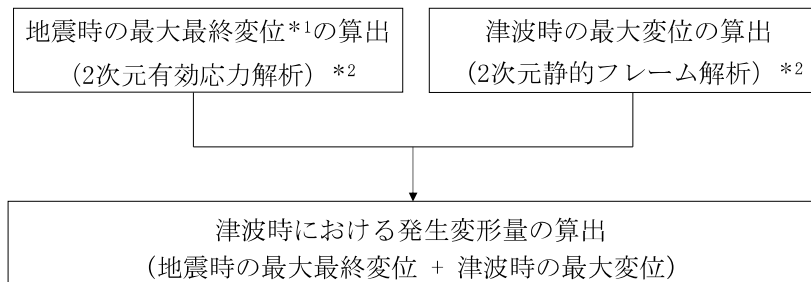 地震時の最大最終変位*1の算出
（2次元有効応力解析）*2
津波時の最大変位の算出
（2次元静的フレーム解析）*2
津波時における発生変形量の算出
（地震時の最大最終変位 + 津波時の最大変位）